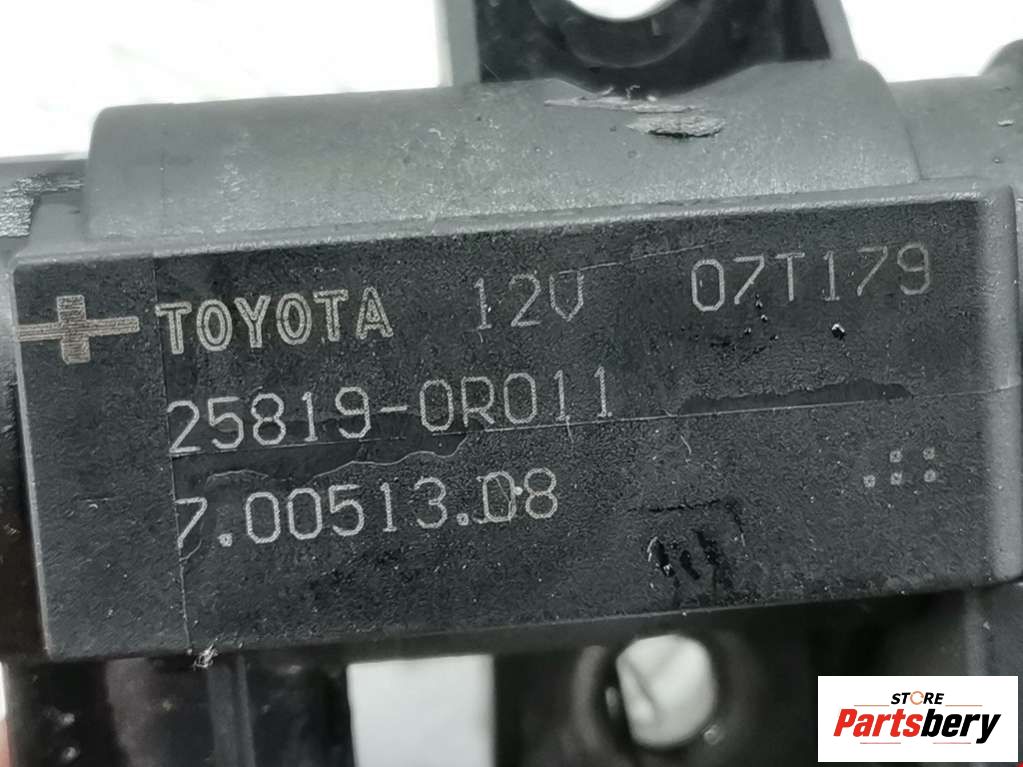 TOYOTA 12V 07T179
25819-0R011
7.00513.08
STORE
Partsbery